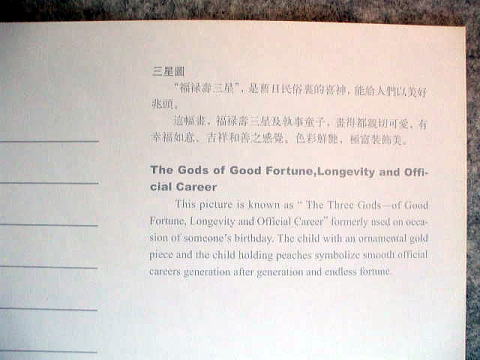 三星圖
“福禄壽三星”，是舊日民俗裏的喜神，能給人們以美好
兆頭。
這幅畫，福禄壽三星及執事童子，畫得都親切可愛，有
幸福如意、吉祥和善之感覺。色彩鮮艷，極富装飾美。
The Gods of Good Fortune,Longevity and Offi-
cial Career
This picture is known as “ The Three Gods—of Good
Fortune, Longevity and Official Career” formerly used on occa-
sion of someone's birthday. The child with an ornamental gold
piece and the child holding peaches symbolize smooth official
careers generation after generation and endless fortune.